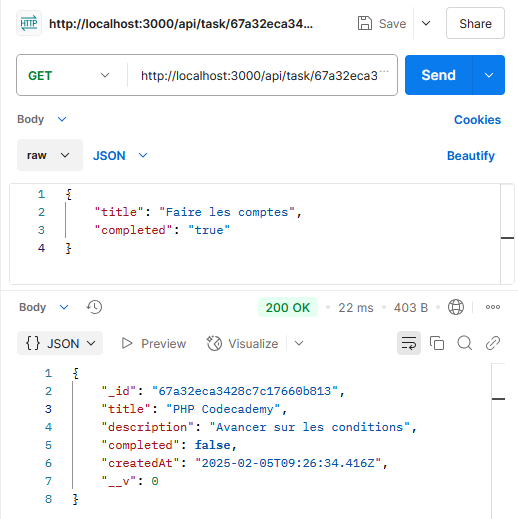 HTTP http://localhost:3000/api/task/67a32eca34... Save Share
GET http://localhost:3000/api/task/67a32eca3... Send
Body Cookies
raw JSON Beautify
1 {
2 "title": "Faire les comptes",
3 "completed": "true"
4 }
Body 200 OK • 22 ms • 403 B
{} JSON Preview Visualize
1 {
2 "_id": "67a32eca3428c7c17660b813",
3 "title": "PHP Codecademy",
4 "description": "Avancer sur les conditions",
5 "completed": false,
6 "createdAt": "2025-02-05T09:26:34.416Z",
7 "__v": 0
8 }